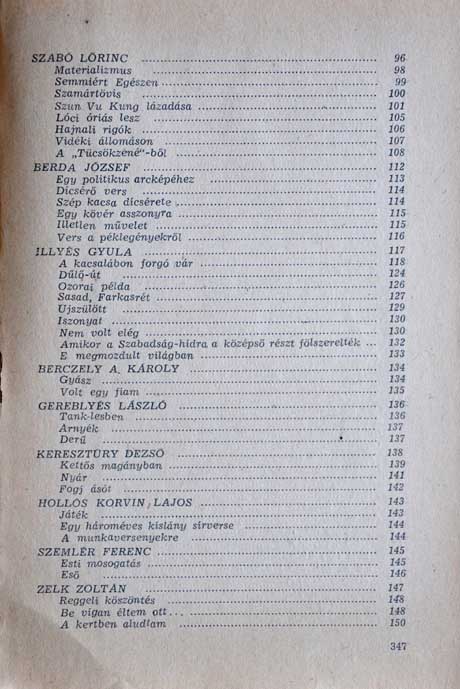 SZABÓ LŐRINC 96
Materializmus 98
Semmiért Egészen 99
Szamártövis 100
Szun Vu Kung lázadása 101
Lóci óriás lesz 105
Hajnali rigók 106
Vidéki állomáson 107
A „Tücsökzené"-ből 108
BERDA JÓZSEF 112
Egy politikus arcképéhez 113
Dicsérő vers 114
Szép kacsa dícsérete 114
Egy kövér asszonyra 115
Illetlen művelet 115
Vers a péklegényekről 116
ILLYÉS GYULA 117
A kacsalábon forgó vár 118
Dűlő-út 124
Ozorai példa 126
Sasad, Farkasrét 127
Ujszülött 129
Iszonyat 130
Nem volt elég 130
Amikor a Szabadság-hídra a középső részt fölszerelték ... 132
E megmozdult világban 133
BERCZELY A. KÁROLY 134
Gyász 134
Volt egy fiam 135
GEREBLYÉS LÁSZLÓ 136
Tank-lesben 136
Arnyék 137
Derű 137
KERESZTÚRY DEZSŐ 138
Kettős magányban 139
Nyár 141
Fogj ásót 142
HOLLÓS KORVIN LAJOS 143
Játék 143
Egy hároméves kislány sírverse 144
A munkaversenyekre 144
SZEMLÉR FERENC 145
Esti mosogatás 145
Eső 146
ZELK ZOLTÁN 147
Reggeli köszöntés 148
Be vigan éltem ott... 148
A kertben aludtam 150
347